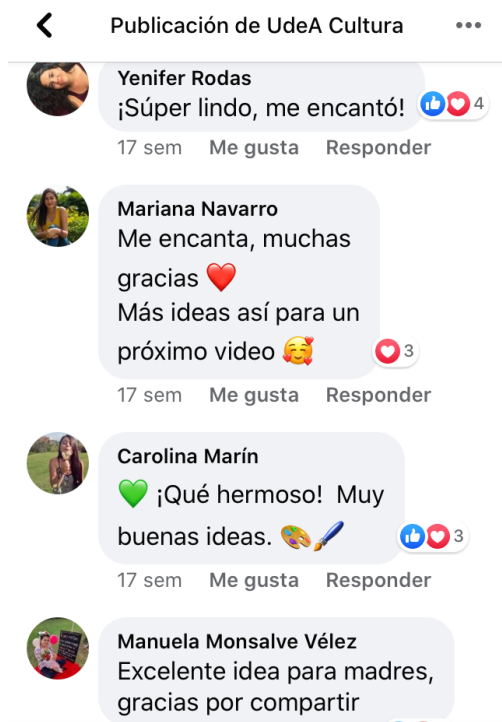 Publicación de UdeA Cultura
Yenifer Rodas
¡Súper lindo, me encantó!
4
17 sem Me gusta Responder
Mariana Navarro
Me encanta, muchas
gracias ❤️
Más ideas así para un
próximo video 🥰
3
17 sem Me gusta Responder
Carolina Marín
💚 ¡Qué hermoso!  Muy
buenas ideas. 🎨🖌️
3
17 sem Me gusta Responder
Manuela Monsalve Vélez
Excelente idea para madres,
gracias por compartir